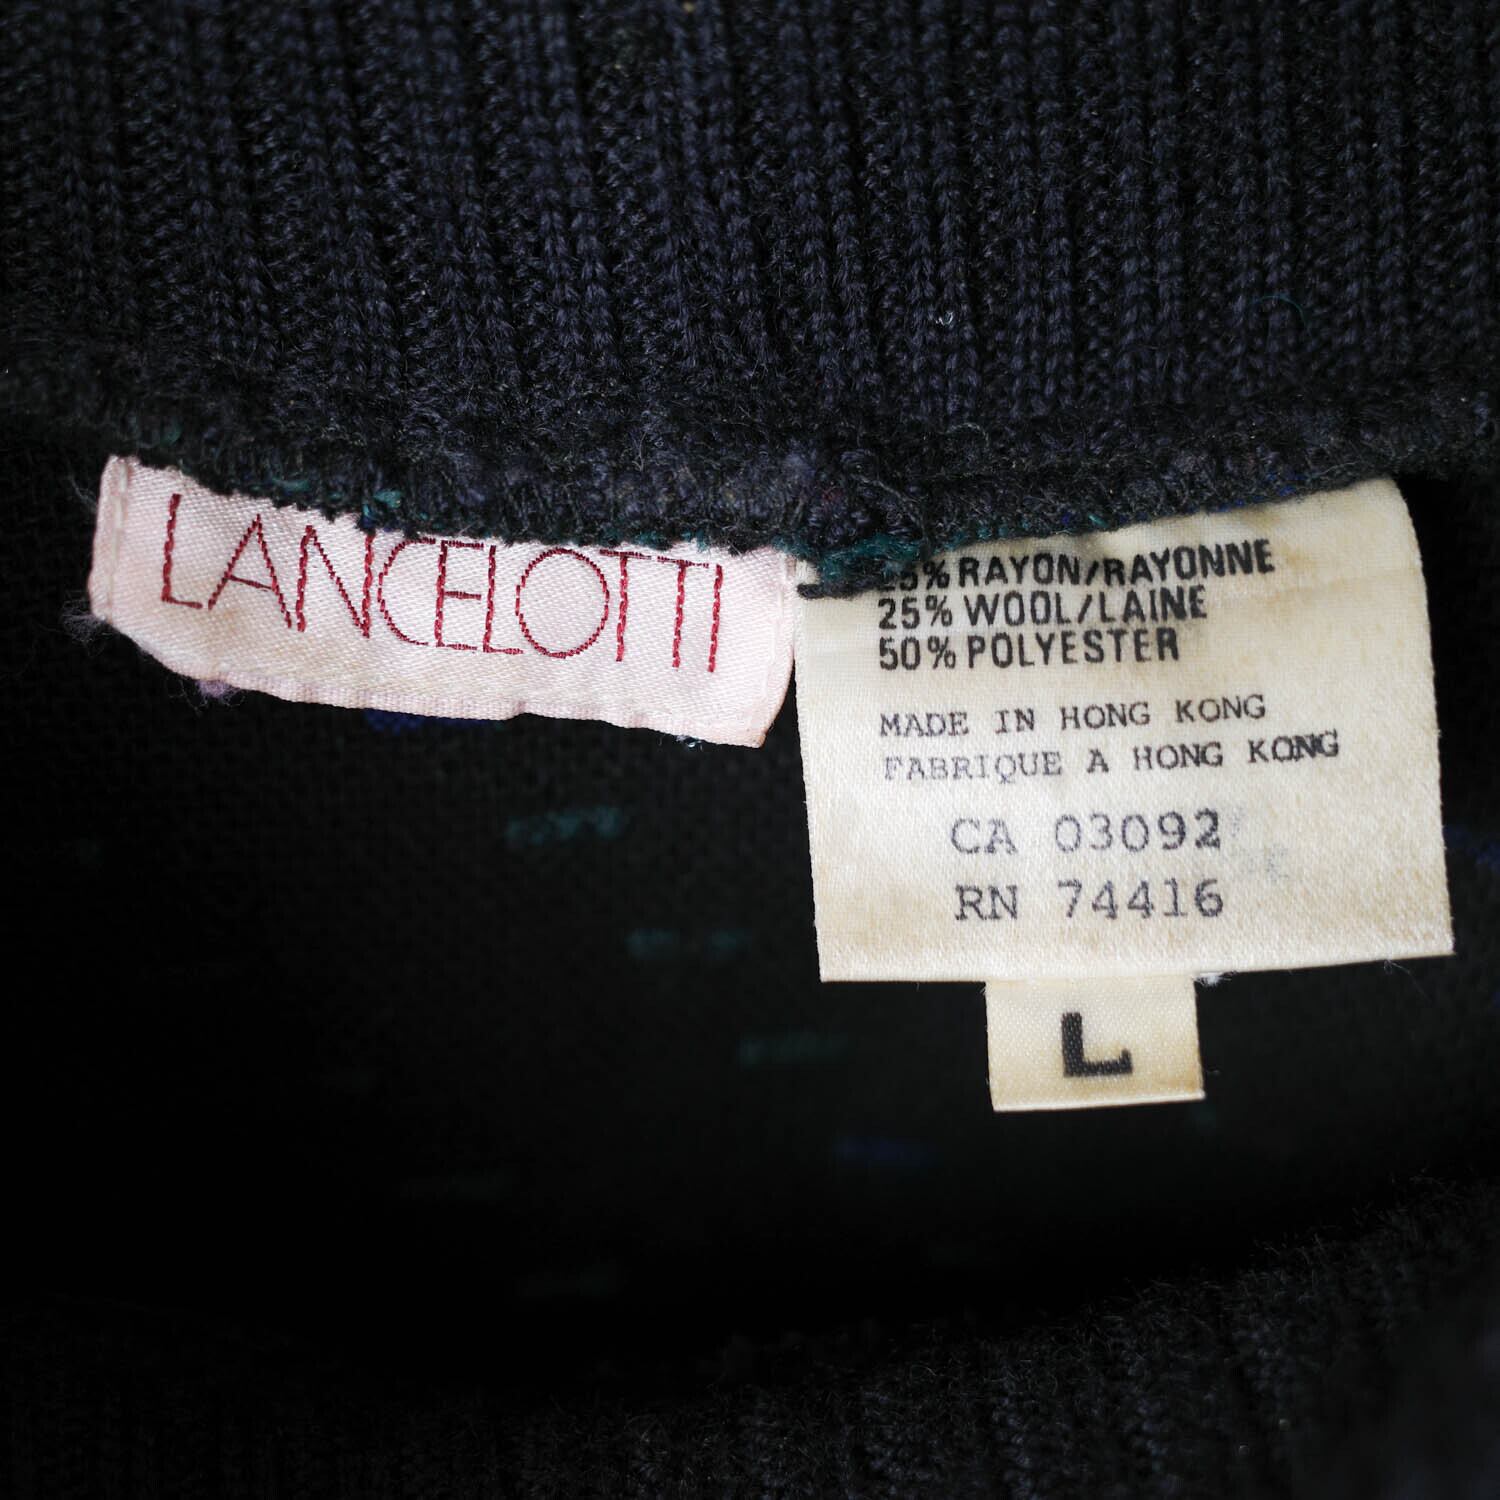 LANCELOTTI
25% RAYON/RAYONNE
25% WOOL/LAINE
50% POLYESTER
MADE IN HONG KONG
FABRIQUE A HONG KONG
CA 03092
RN 74416
L